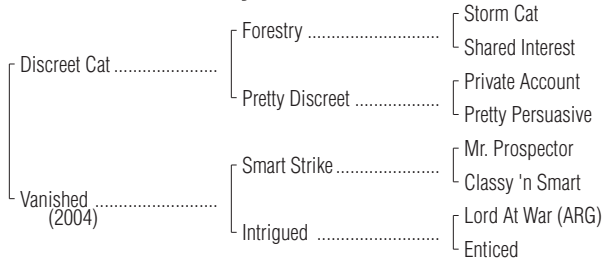 Storm Cat
Forestry ....................
Shared Interest
Discreet Cat ....................
Private Account
Pretty Discreet ................
Pretty Persuasive
Mr. Prospector
Smart Strike ..................
Classy 'n Smart
Vanished .......................
(2004)
Lord At War (ARG)
Intrigued .......................
Enticed